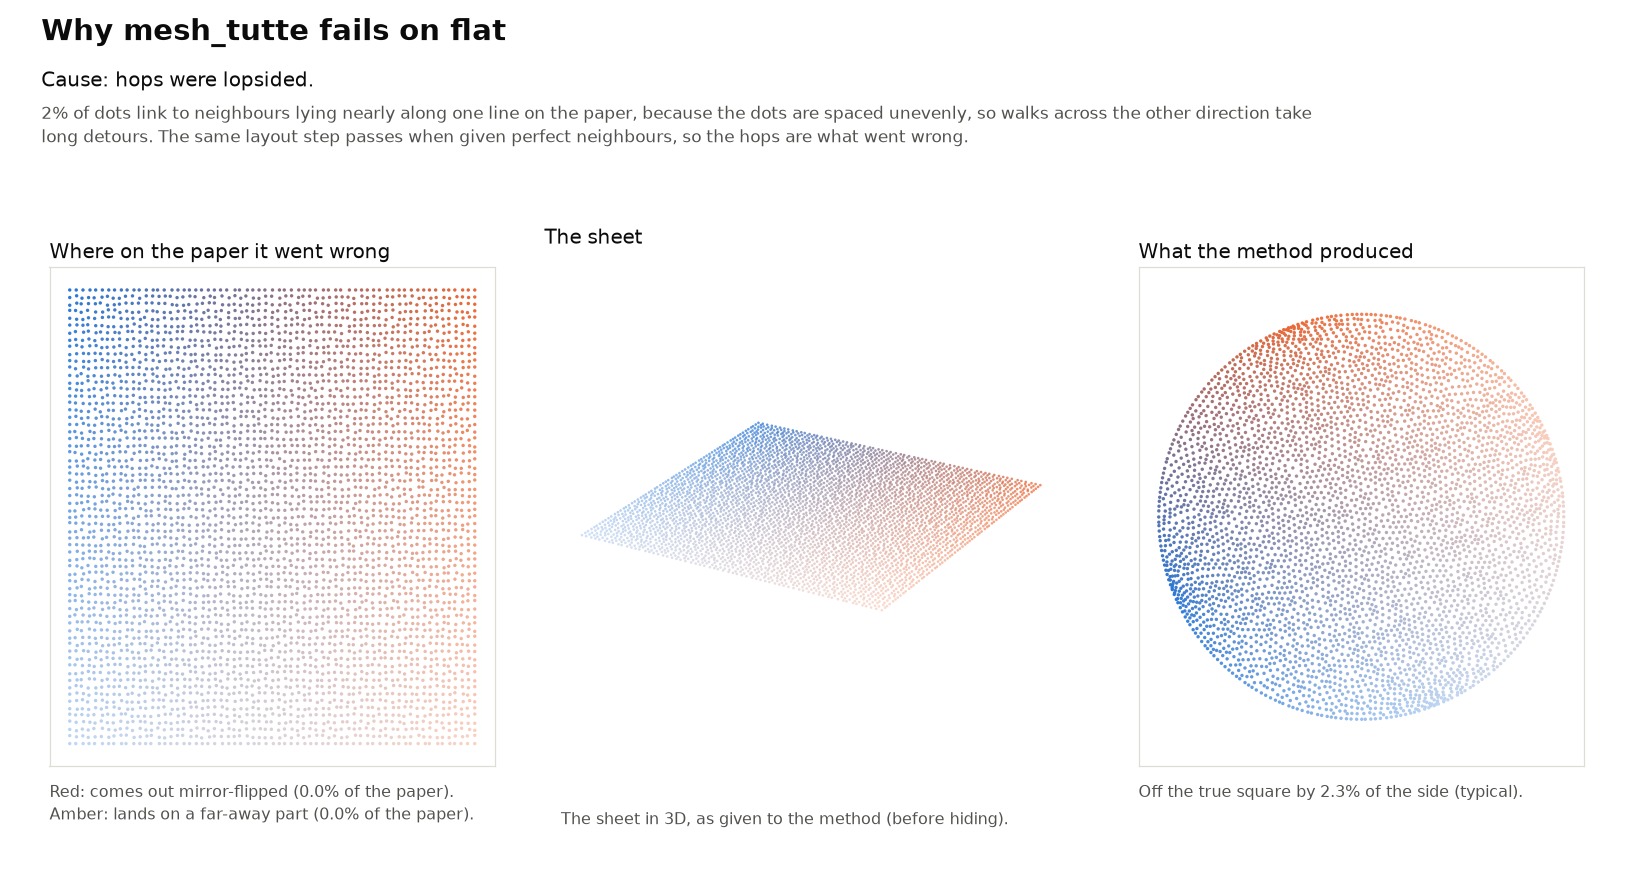 Why mesh_tutte fails on flat
Cause: hops were lopsided.
2% of dots link to neighbours lying nearly along one line on the paper, because the dots are spaced unevenly, so walks across the other direction take
long detours. The same layout step passes when given perfect neighbours, so the hops are what went wrong.
Where on the paper it went wrong
The sheet
What the method produced
Red: comes out mirror-flipped (0.0% of the paper).
Amber: lands on a far-away part (0.0% of the paper).
The sheet in 3D, as given to the method (before hiding).
Off the true square by 2.3% of the side (typical).